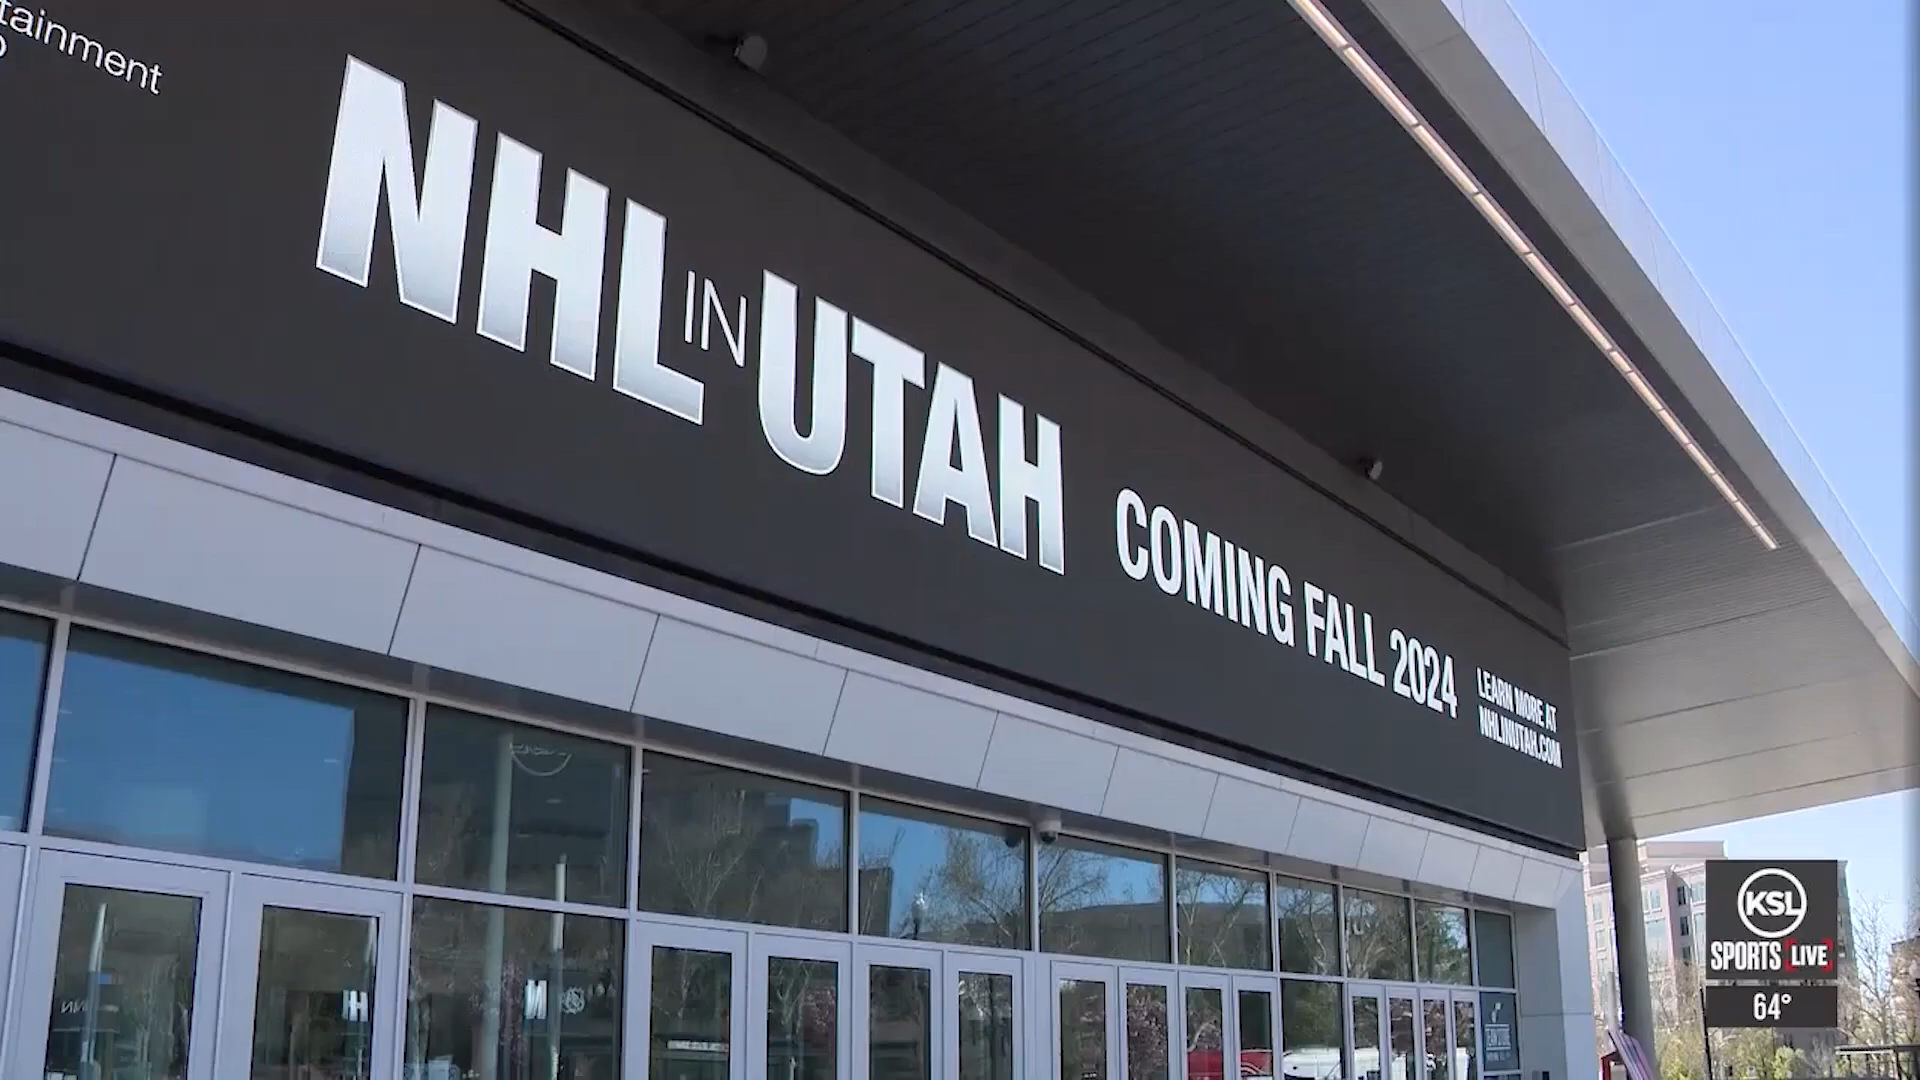 tainment
NHL IN UTAH
COMING FALL 2024
LEARN MORE AT
NHLINUTAH.COM
KSL
SPORTS [LIVE]
64°